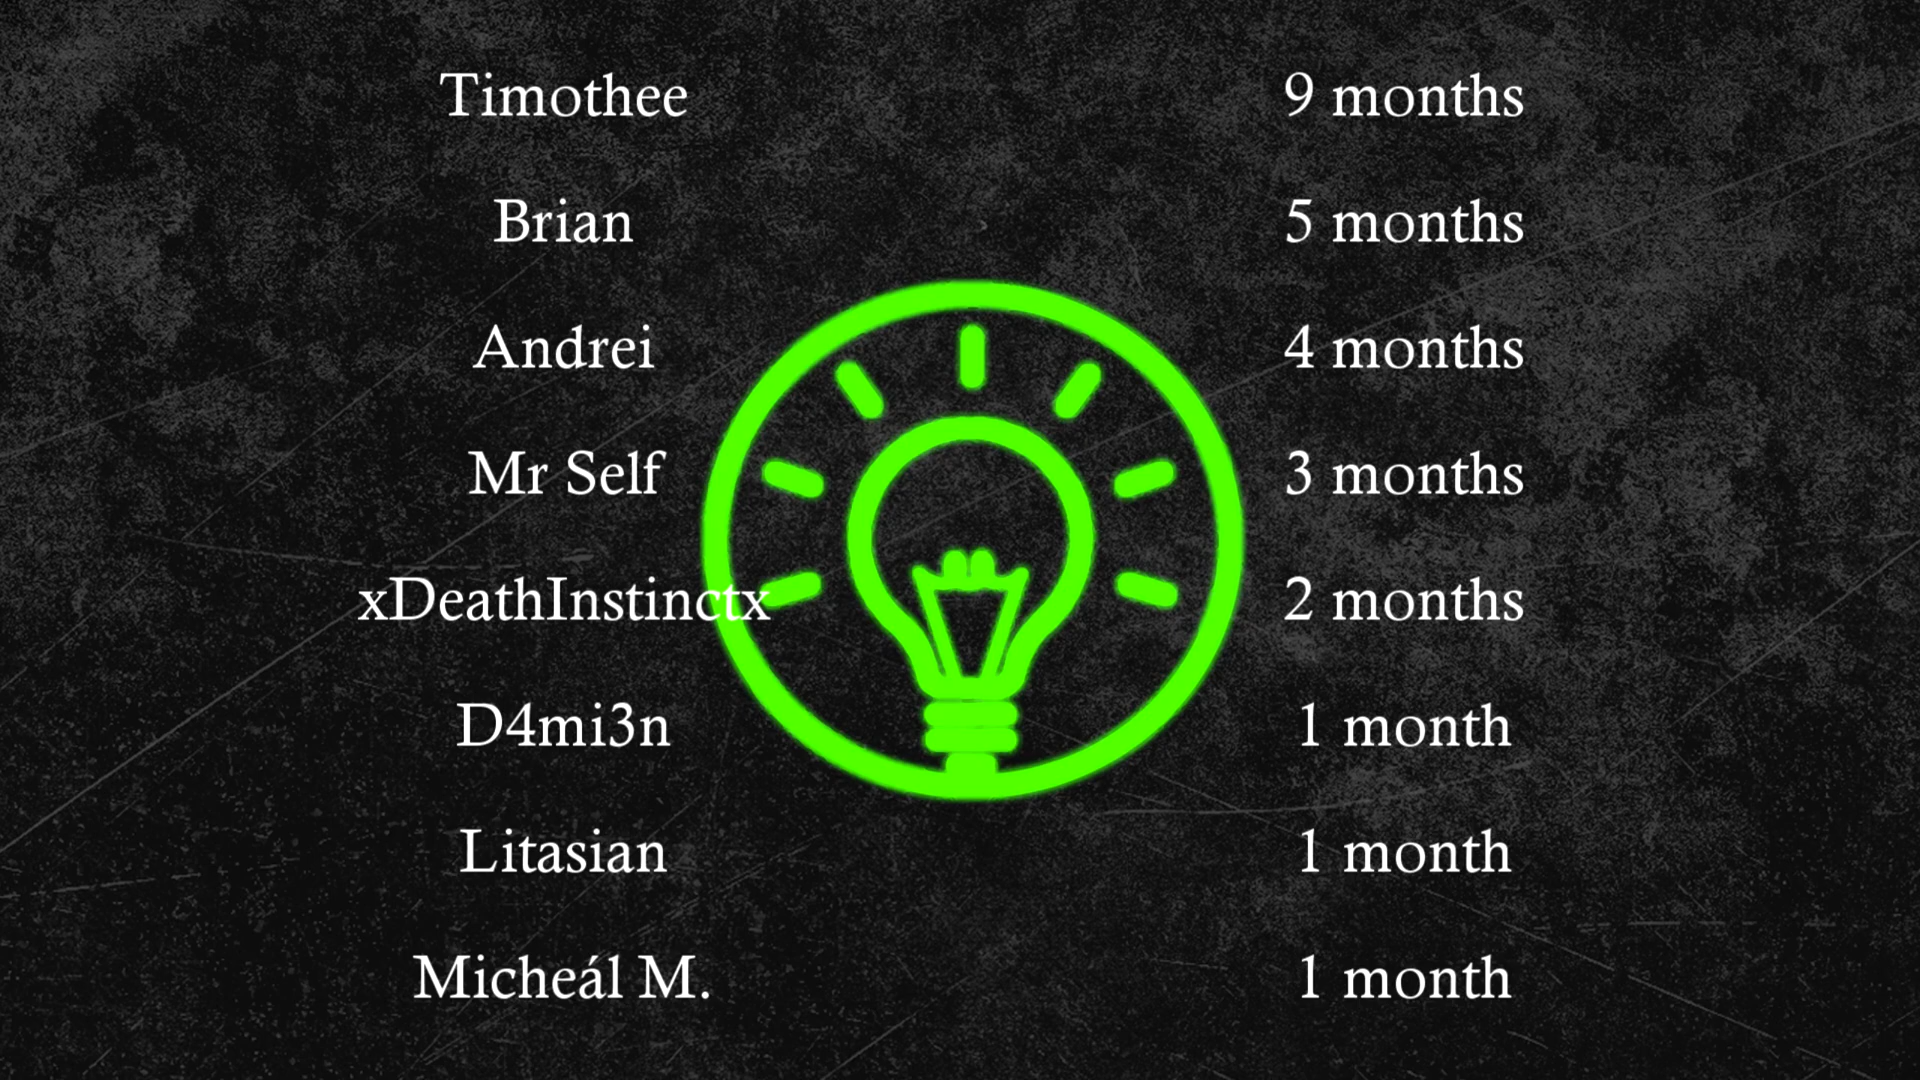 Timothee 9 months
Brian 5 months
Andrei 4 months
Mr Self 3 months
xDeathInstinctx 2 months
D4mi3n 1 month
Litasian 1 month
Micheál M. 1 month